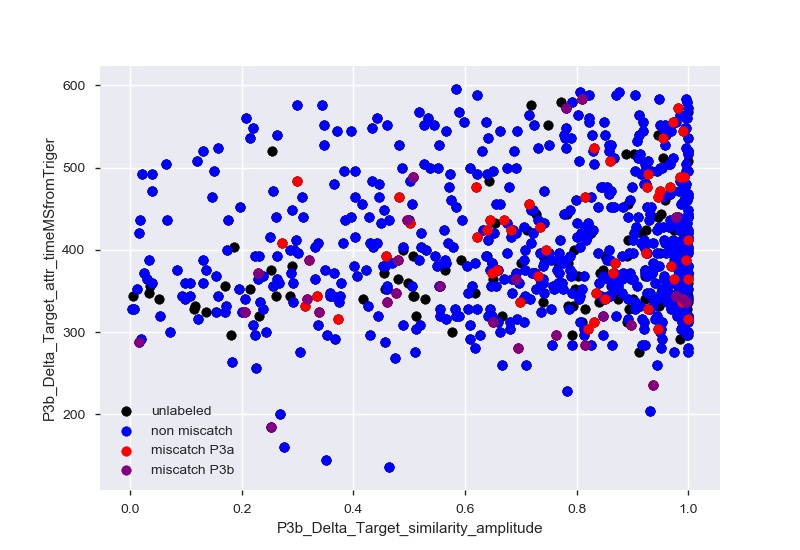 600
500
400
300
200
P3b_Delta_Target_attr_timeMSfromTriger
unlabeled
non miscatch
miscatch P3a
miscatch P3b
0.0 0.2 0.4 0.6 0.8 1.0
P3b_Delta_Target_similarity_amplitude